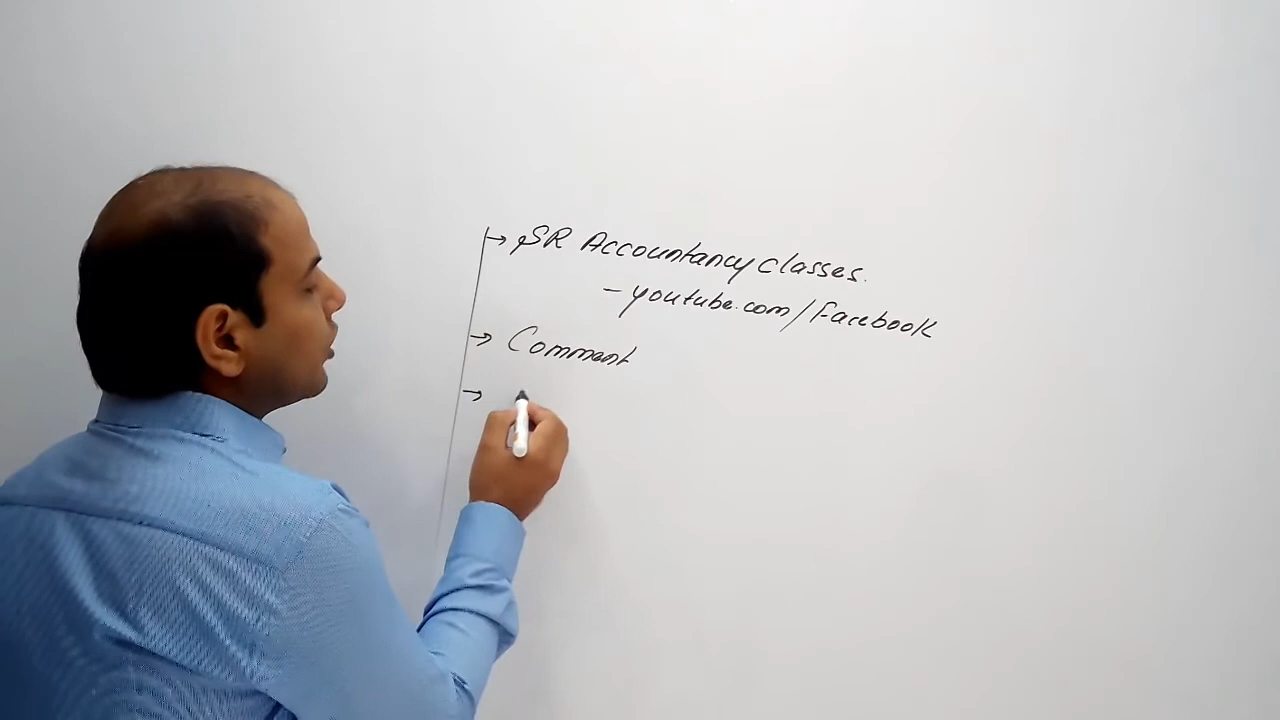 → SR Accountancy classes.
- youtube.com/Facebook
→ Comment
→